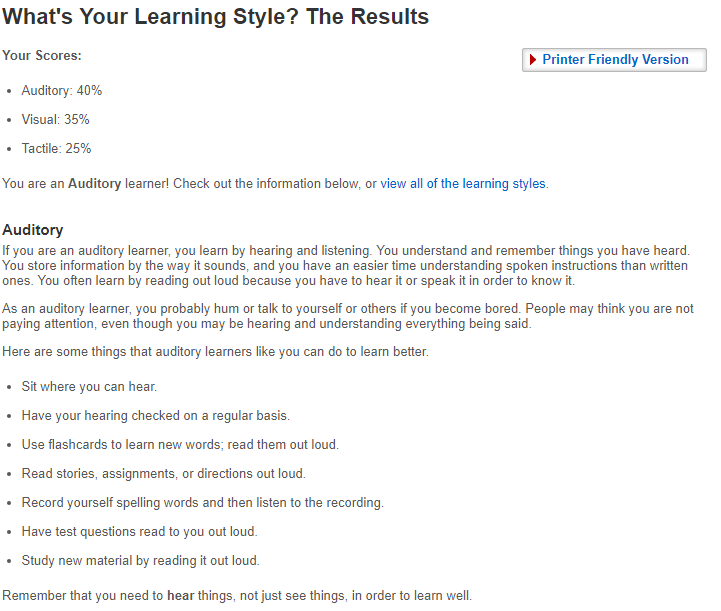 What's Your Learning Style? The Results
Your Scores:
Printer Friendly Version
• Auditory: 40%
• Visual: 35%
• Tactile: 25%
You are an Auditory learner! Check out the information below, or view all of the learning styles.
Auditory
If you are an auditory learner, you learn by hearing and listening. You understand and remember things you have heard.
You store information by the way it sounds, and you have an easier time understanding spoken instructions than written
ones. You often learn by reading out loud because you have to hear it or speak it in order to know it.
As an auditory learner, you probably hum or talk to yourself or others if you become bored. People may think you are not
paying attention, even though you may be hearing and understanding everything being said.
Here are some things that auditory learners like you can do to learn better.
• Sit where you can hear.
• Have your hearing checked on a regular basis.
• Use flashcards to learn new words; read them out loud.
• Read stories, assignments, or directions out loud.
• Record yourself spelling words and then listen to the recording.
• Have test questions read to you out loud.
• Study new material by reading it out loud.
Remember that you need to hear things, not just see things, in order to learn well.